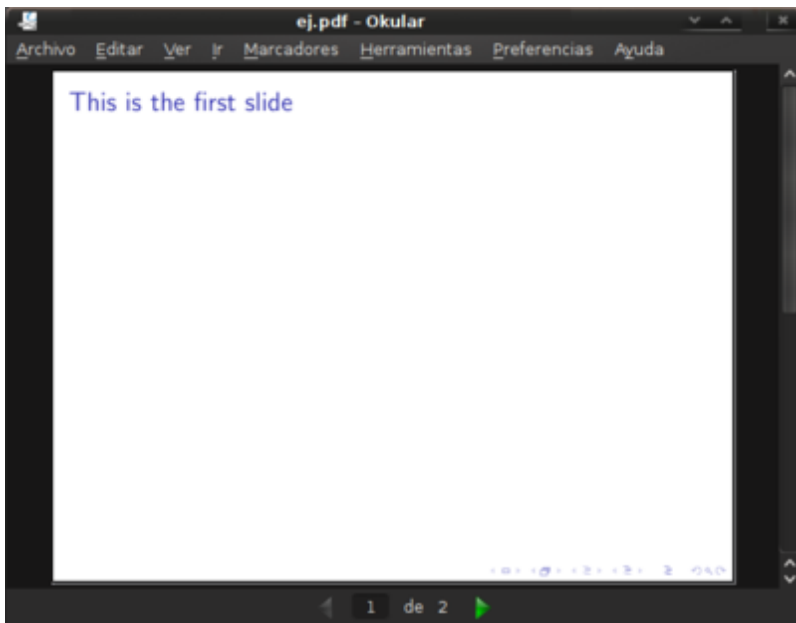 ej.pdf – Okular
Archivo Editar Ver Ir Marcadores Herramientas Preferencias Ayuda
This is the first slide
1 de 2